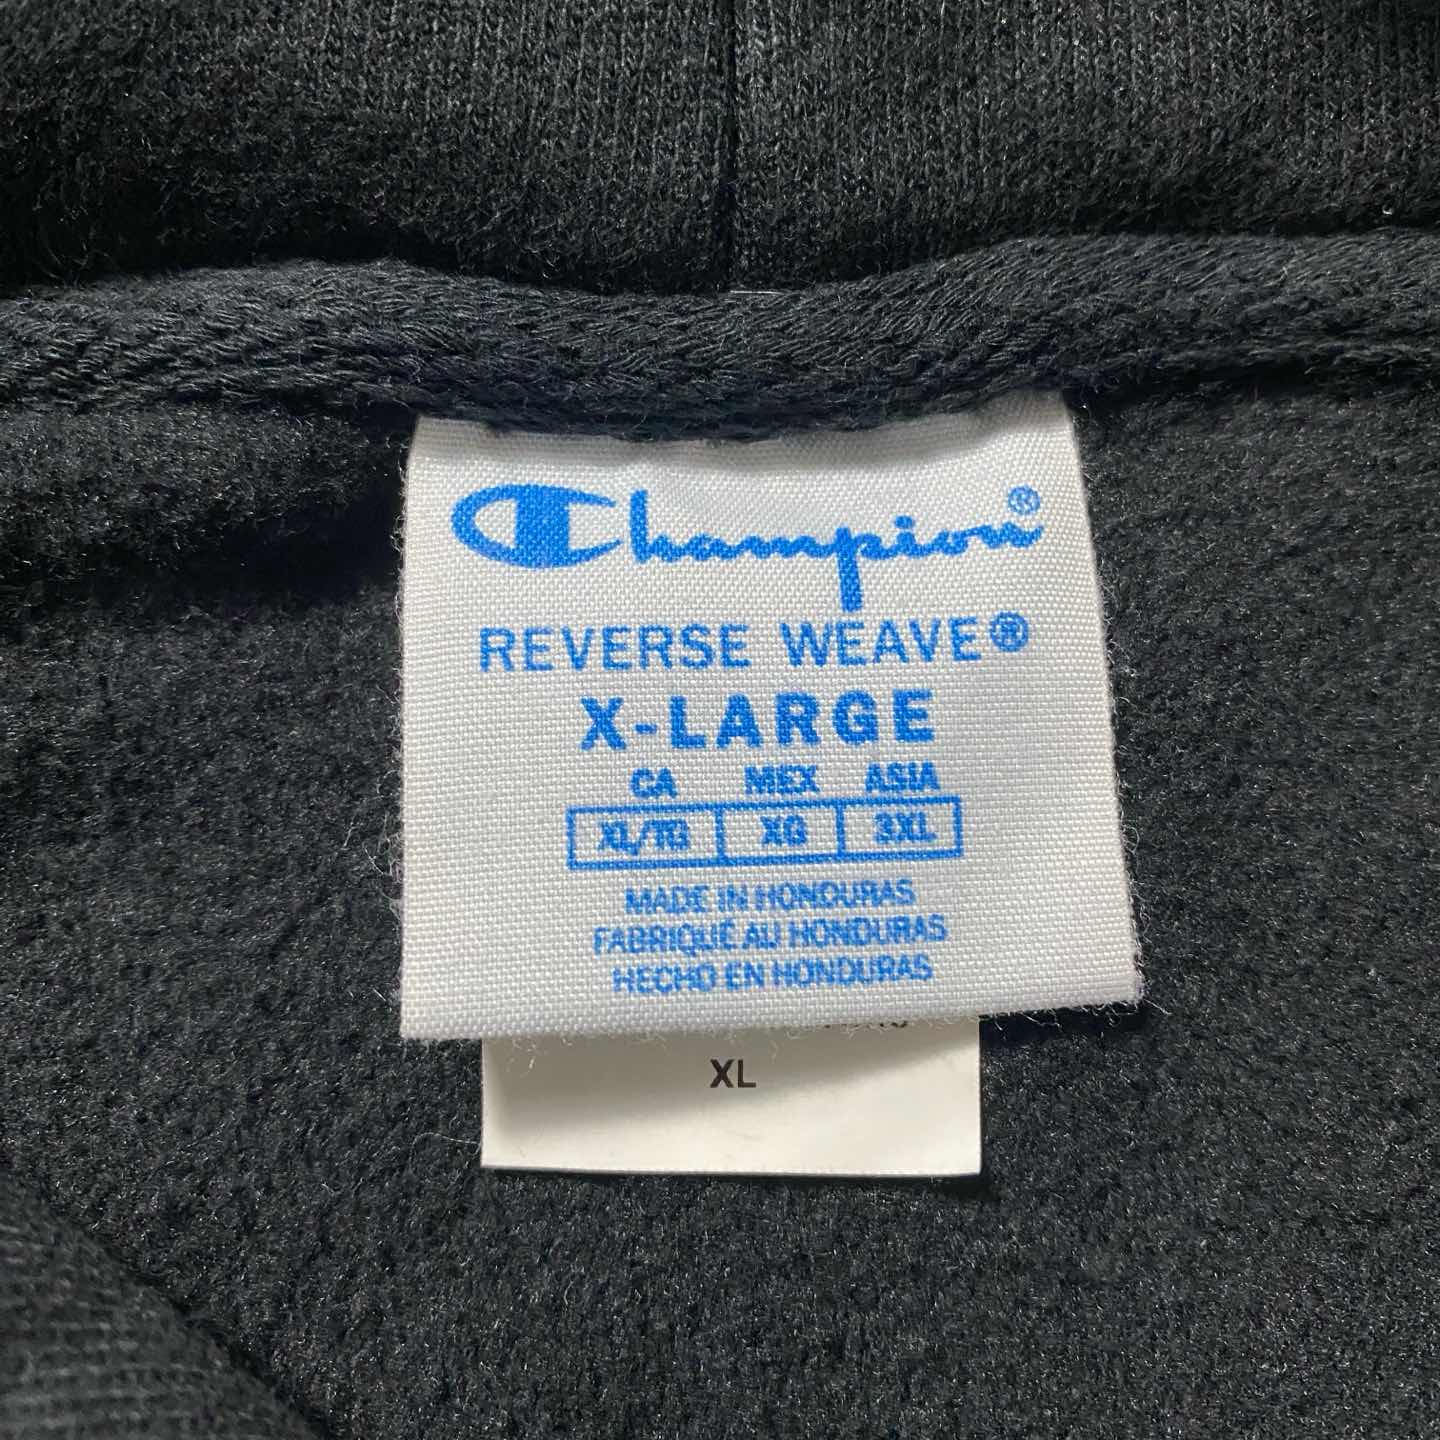 Champion®
REVERSE WEAVE®
X-LARGE
CA MEX ASIA
XL/TG XG 3XL
MADE IN HONDURAS
FABRIQUÉ AU HONDURAS
HECHO EN HONDURAS
XL